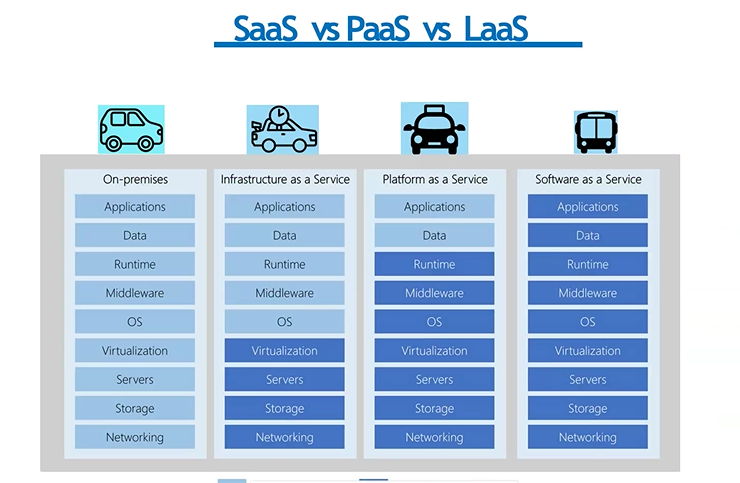 SaaS vs PaaS vs LaaS
On-premises
Applications
Data
Runtime
Middleware
OS
Virtualization
Servers
Storage
Networking
Infrastructure as a Service
Applications
Data
Runtime
Middleware
OS
Virtualization
Servers
Storage
Networking
Platform as a Service
Applications
Data
Runtime
Middleware
OS
Virtualization
Servers
Storage
Networking
Software as a Service
Applications
Data
Runtime
Middleware
OS
Virtualization
Servers
Storage
Networking